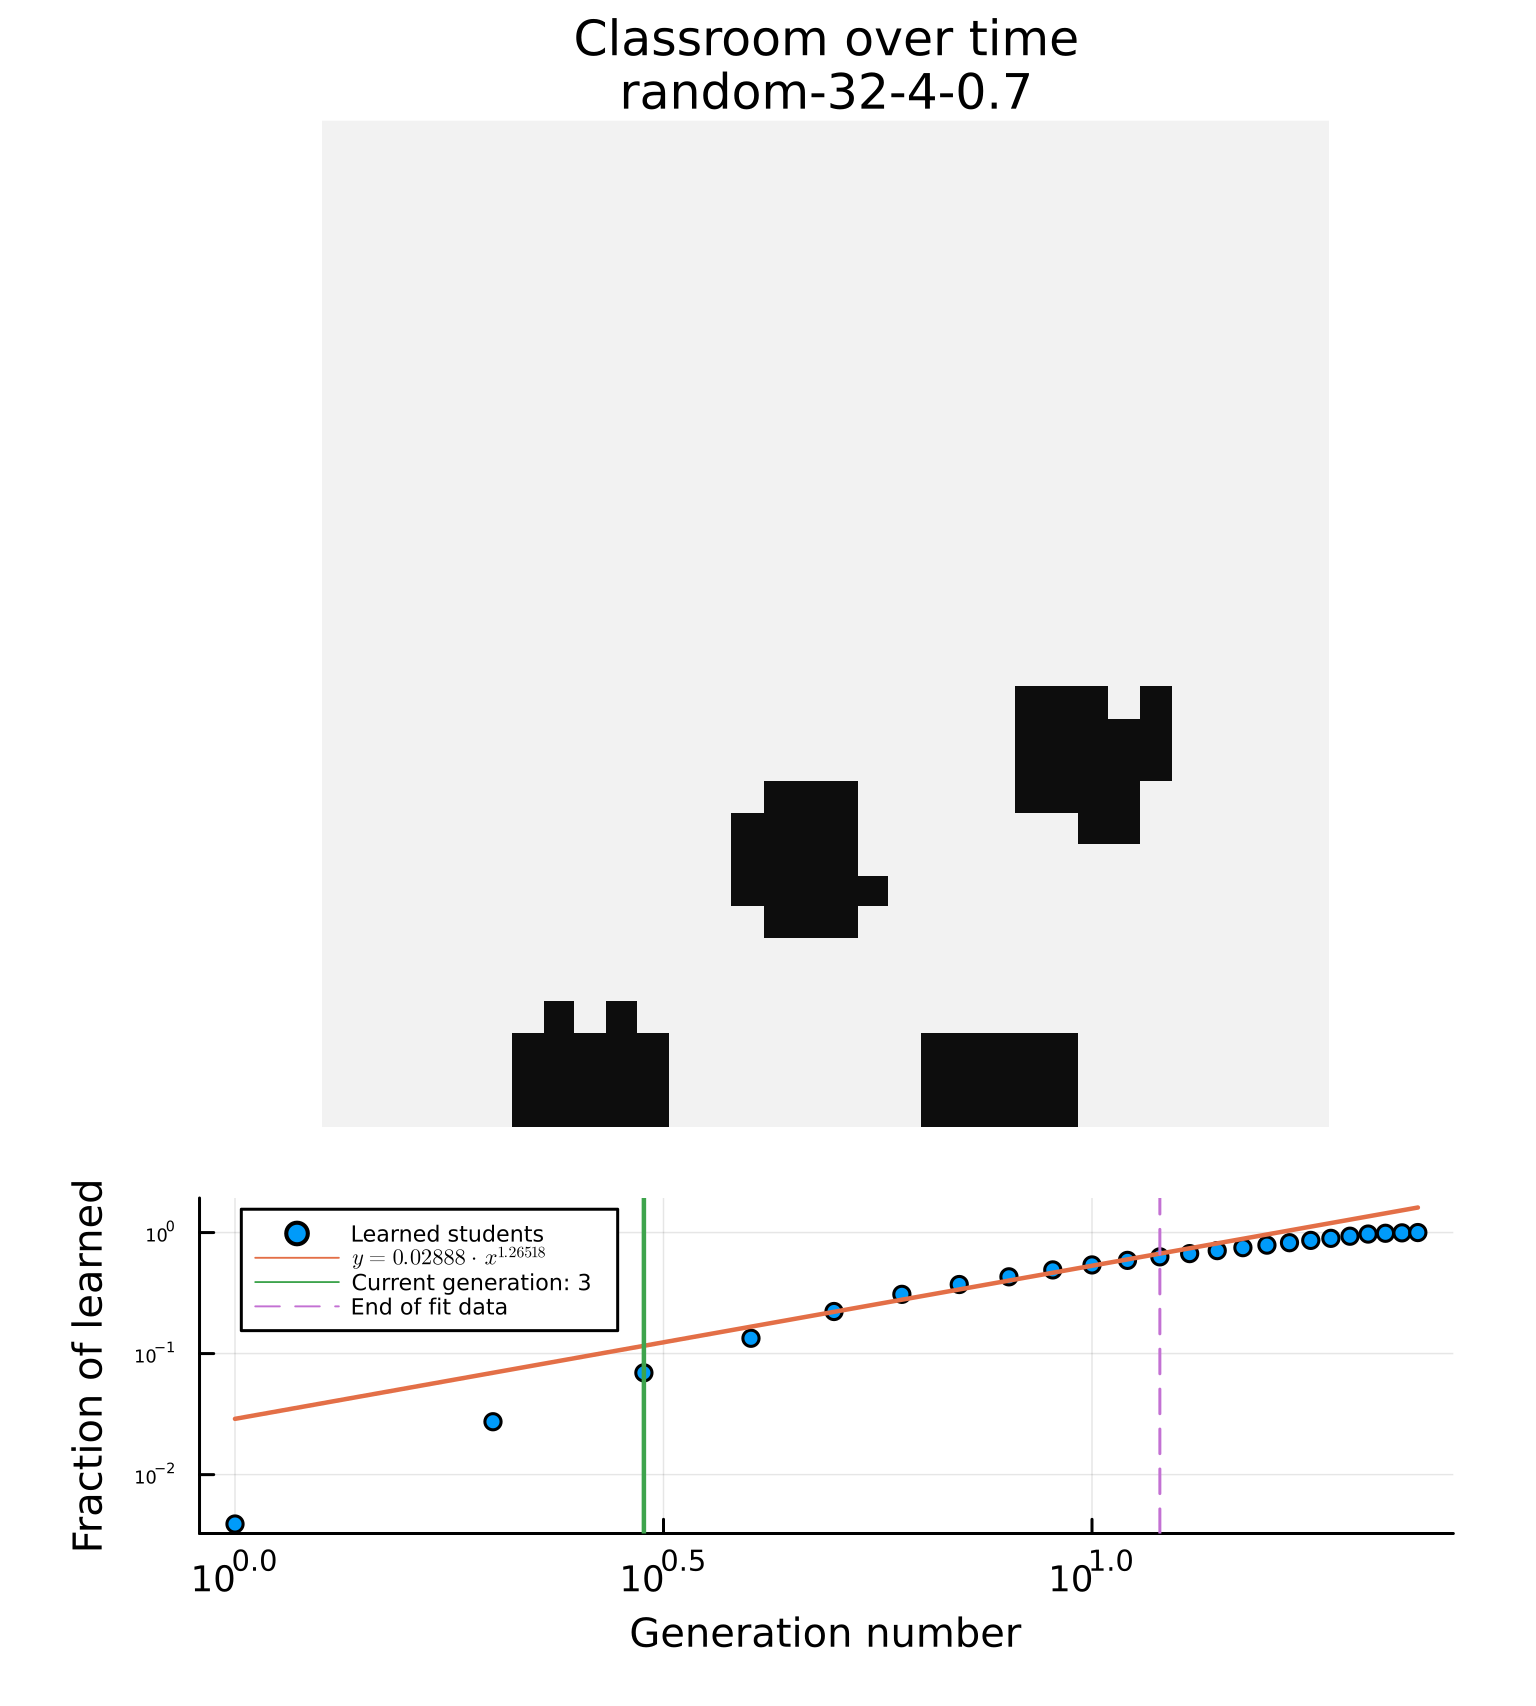 Classroom over time
random-32-4-0.7
Fraction of learned
10⁰
10⁻¹
10⁻²
Learned students
y = 0.02888 · x^1.26518
Current generation: 3
End of fit data
10^0.0
10^0.5
10^1.0
Generation number